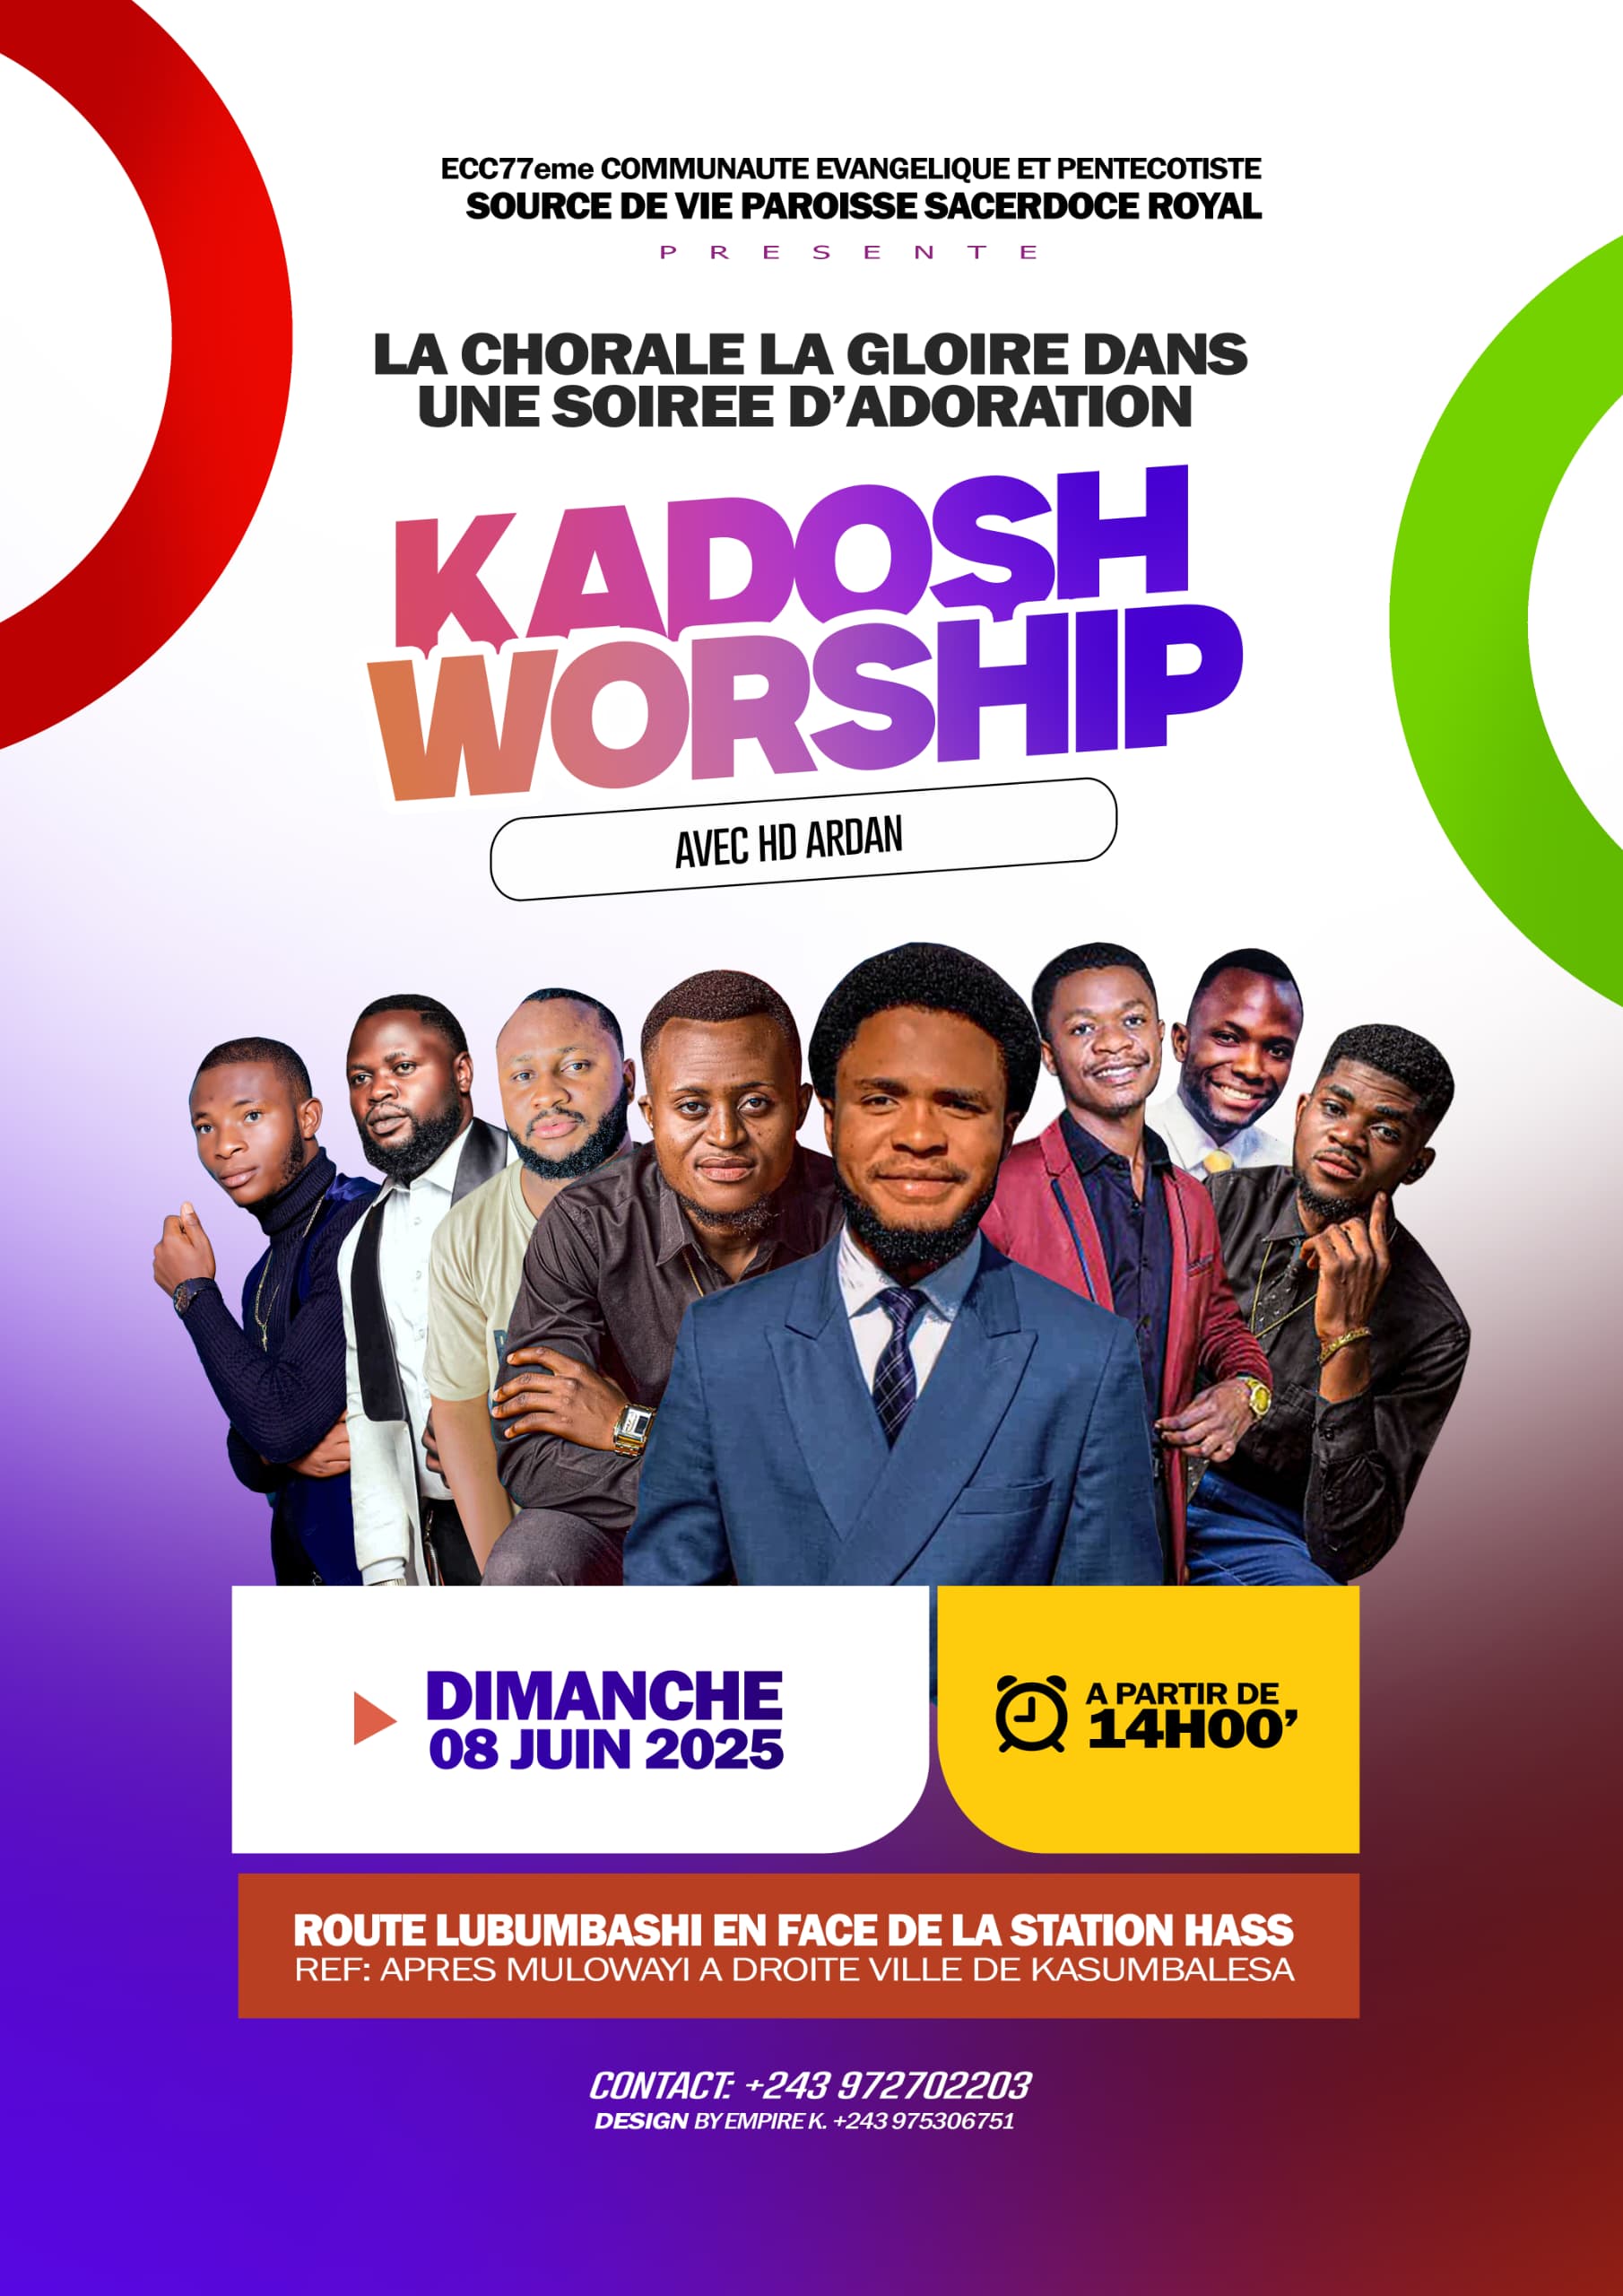 ECC77eme COMMUNAUTE EVANGELIQUE ET PENTECOTISTE
SOURCE DE VIE PAROISSE SACERDOCE ROYAL
PRESENTE
LA CHORALE LA GLOIRE DANS
UNE SOIREE D'ADORATION
KADOSH
WORSHIP
AVEC HD ARDAN
DIMANCHE
08 JUIN 2025
A PARTIR DE
14H00'
ROUTE LUBUMBASHI EN FACE DE LA STATION HASS
REF: APRES MULOWAYI A DROITE VILLE DE KASUMBALESA
CONTACT: +243 972702203
DESIGN BY EMPIRE K. +243 975306751